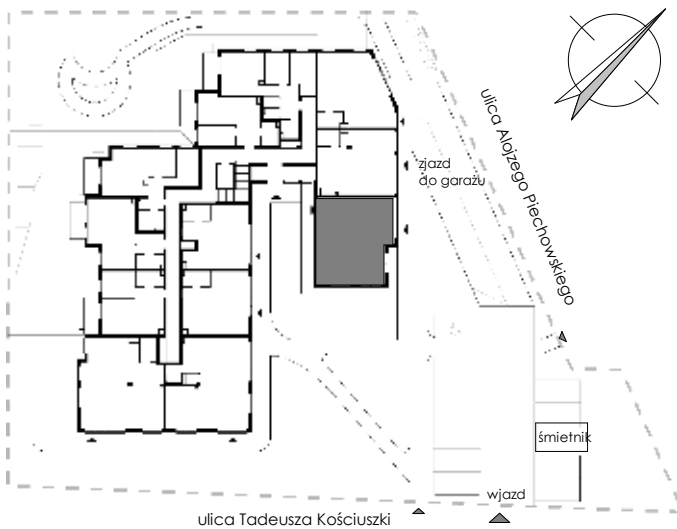 ulica Alojzego Piechowskiego
zjazd
do garażu
śmietnik
wjazd
ulica Tadeusza Kościuszki